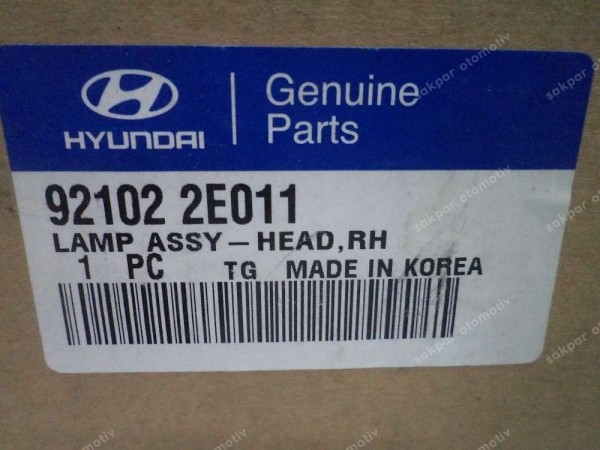 HYUNDAI
Genuine
Parts
92102 2E011
LAMP ASSY-HEAD,RH
1 PC TG MADE IN KOREA
sakpar otomotiv